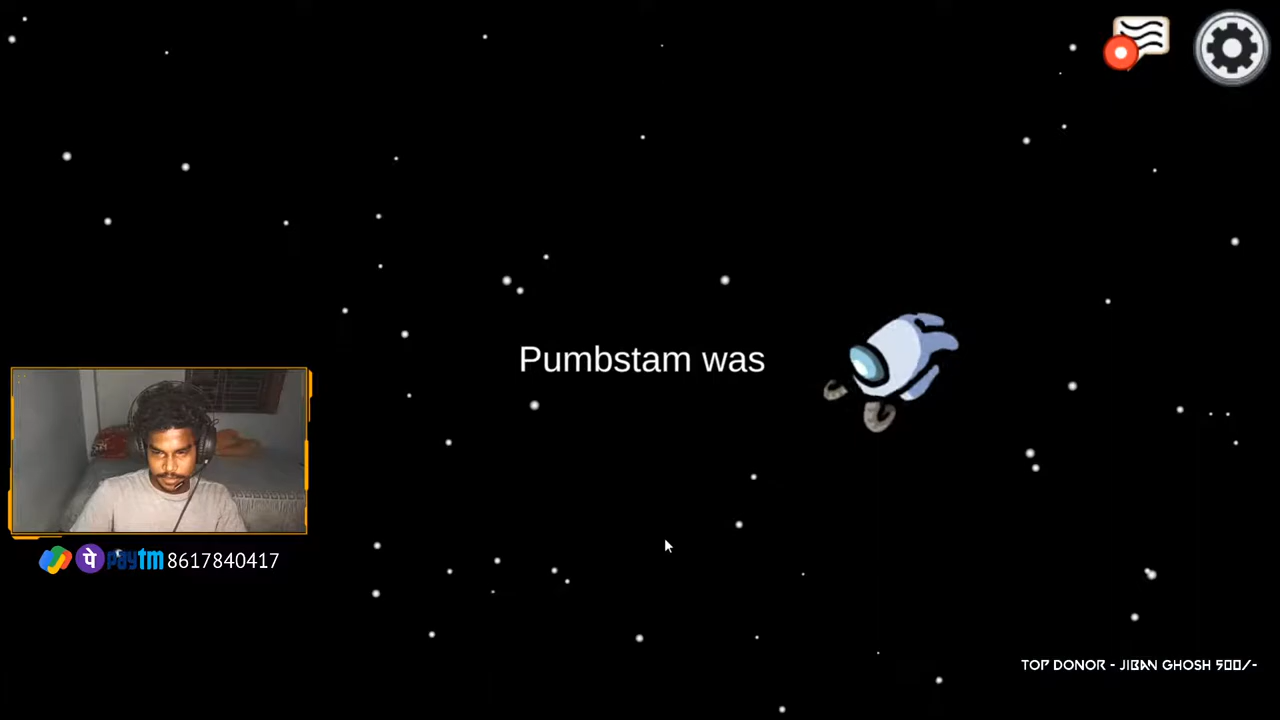 Pumbstam was
पे paytm 8617840417
TOP DONOR - JIBAN GHOSH 500/-